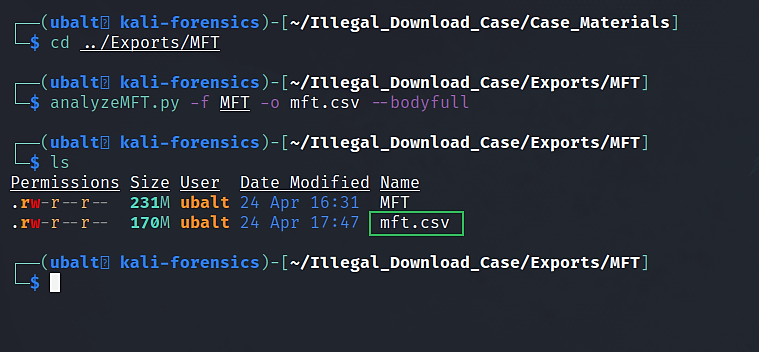 ┌──(ubalt㉿ kali-forensics)-[~/Illegal_Download_Case/Case_Materials]
└─$ cd ../Exports/MFT
┌──(ubalt㉿ kali-forensics)-[~/Illegal_Download_Case/Exports/MFT]
└─$ analyzeMFT.py -f MFT -o mft.csv --bodyfull
┌──(ubalt㉿ kali-forensics)-[~/Illegal_Download_Case/Exports/MFT]
└─$ ls
Permissions Size User Date Modified Name
.rw-r--r-- 231M ubalt 24 Apr 16:31 MFT
.rw-r--r-- 170M ubalt 24 Apr 17:47 mft.csv
┌──(ubalt㉿ kali-forensics)-[~/Illegal_Download_Case/Exports/MFT]
└─$